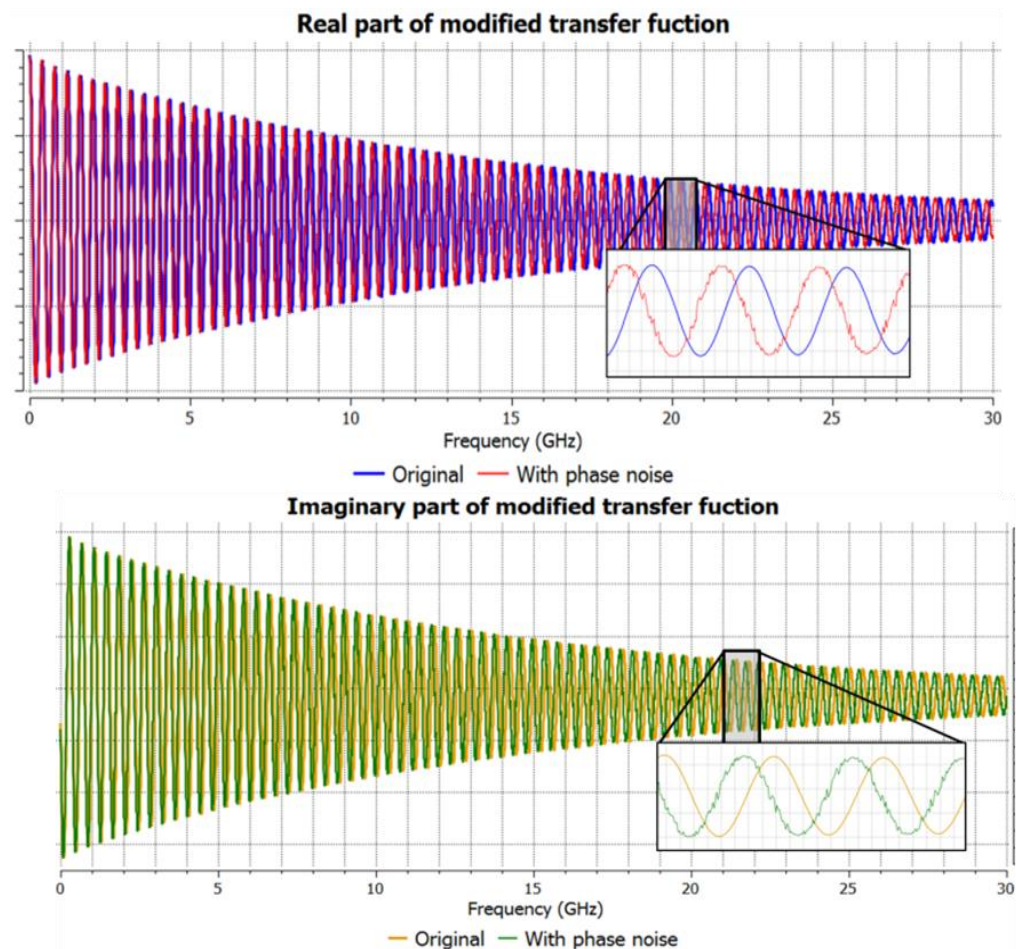 Real part of modified transfer fuction
0 5 10 15 20 25 30
Frequency (GHz)
Original With phase noise
Imaginary part of modified transfer fuction
0 5 10 15 20 25 30
Frequency (GHz)
Original With phase noise